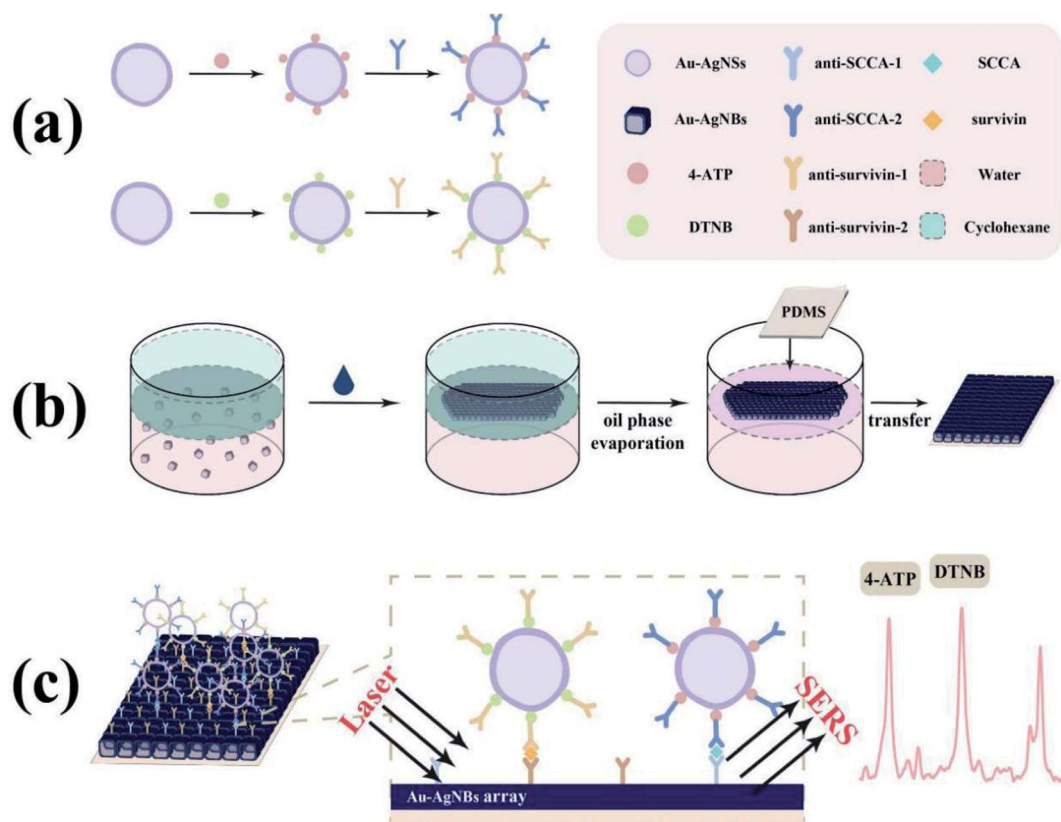 (a)
Au-AgNSs
anti-SCCA-1
SCCA
Au-AgNBs
anti-SCCA-2
survivin
4-ATP
anti-survivin-1
Water
DTNB
anti-survivin-2
Cyclohexane
(b)
oil phase
evaporation
PDMS
transfer
(c)
Laser
Au-AgNBs array
SERS
4-ATP
DTNB